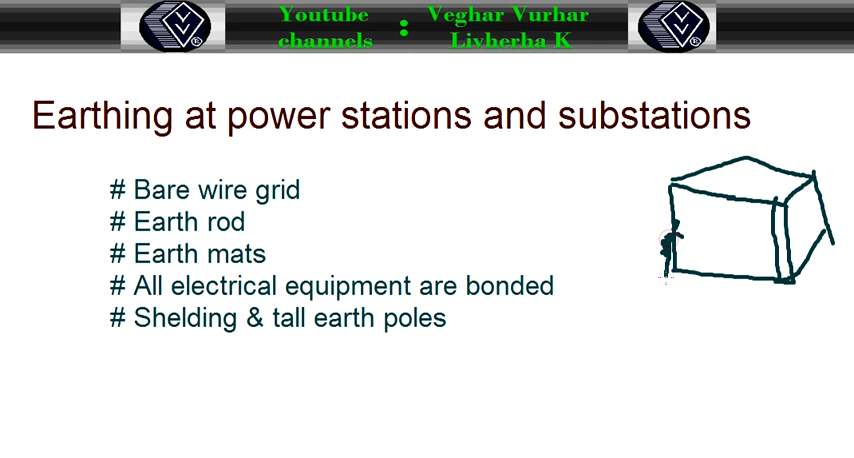 Youtube channels : Veghar Vurhar
Livherha K
Earthing at power stations and substations
# Bare wire grid
# Earth rod
# Earth mats
# All electrical equipment are bonded
# Shelding & tall earth poles